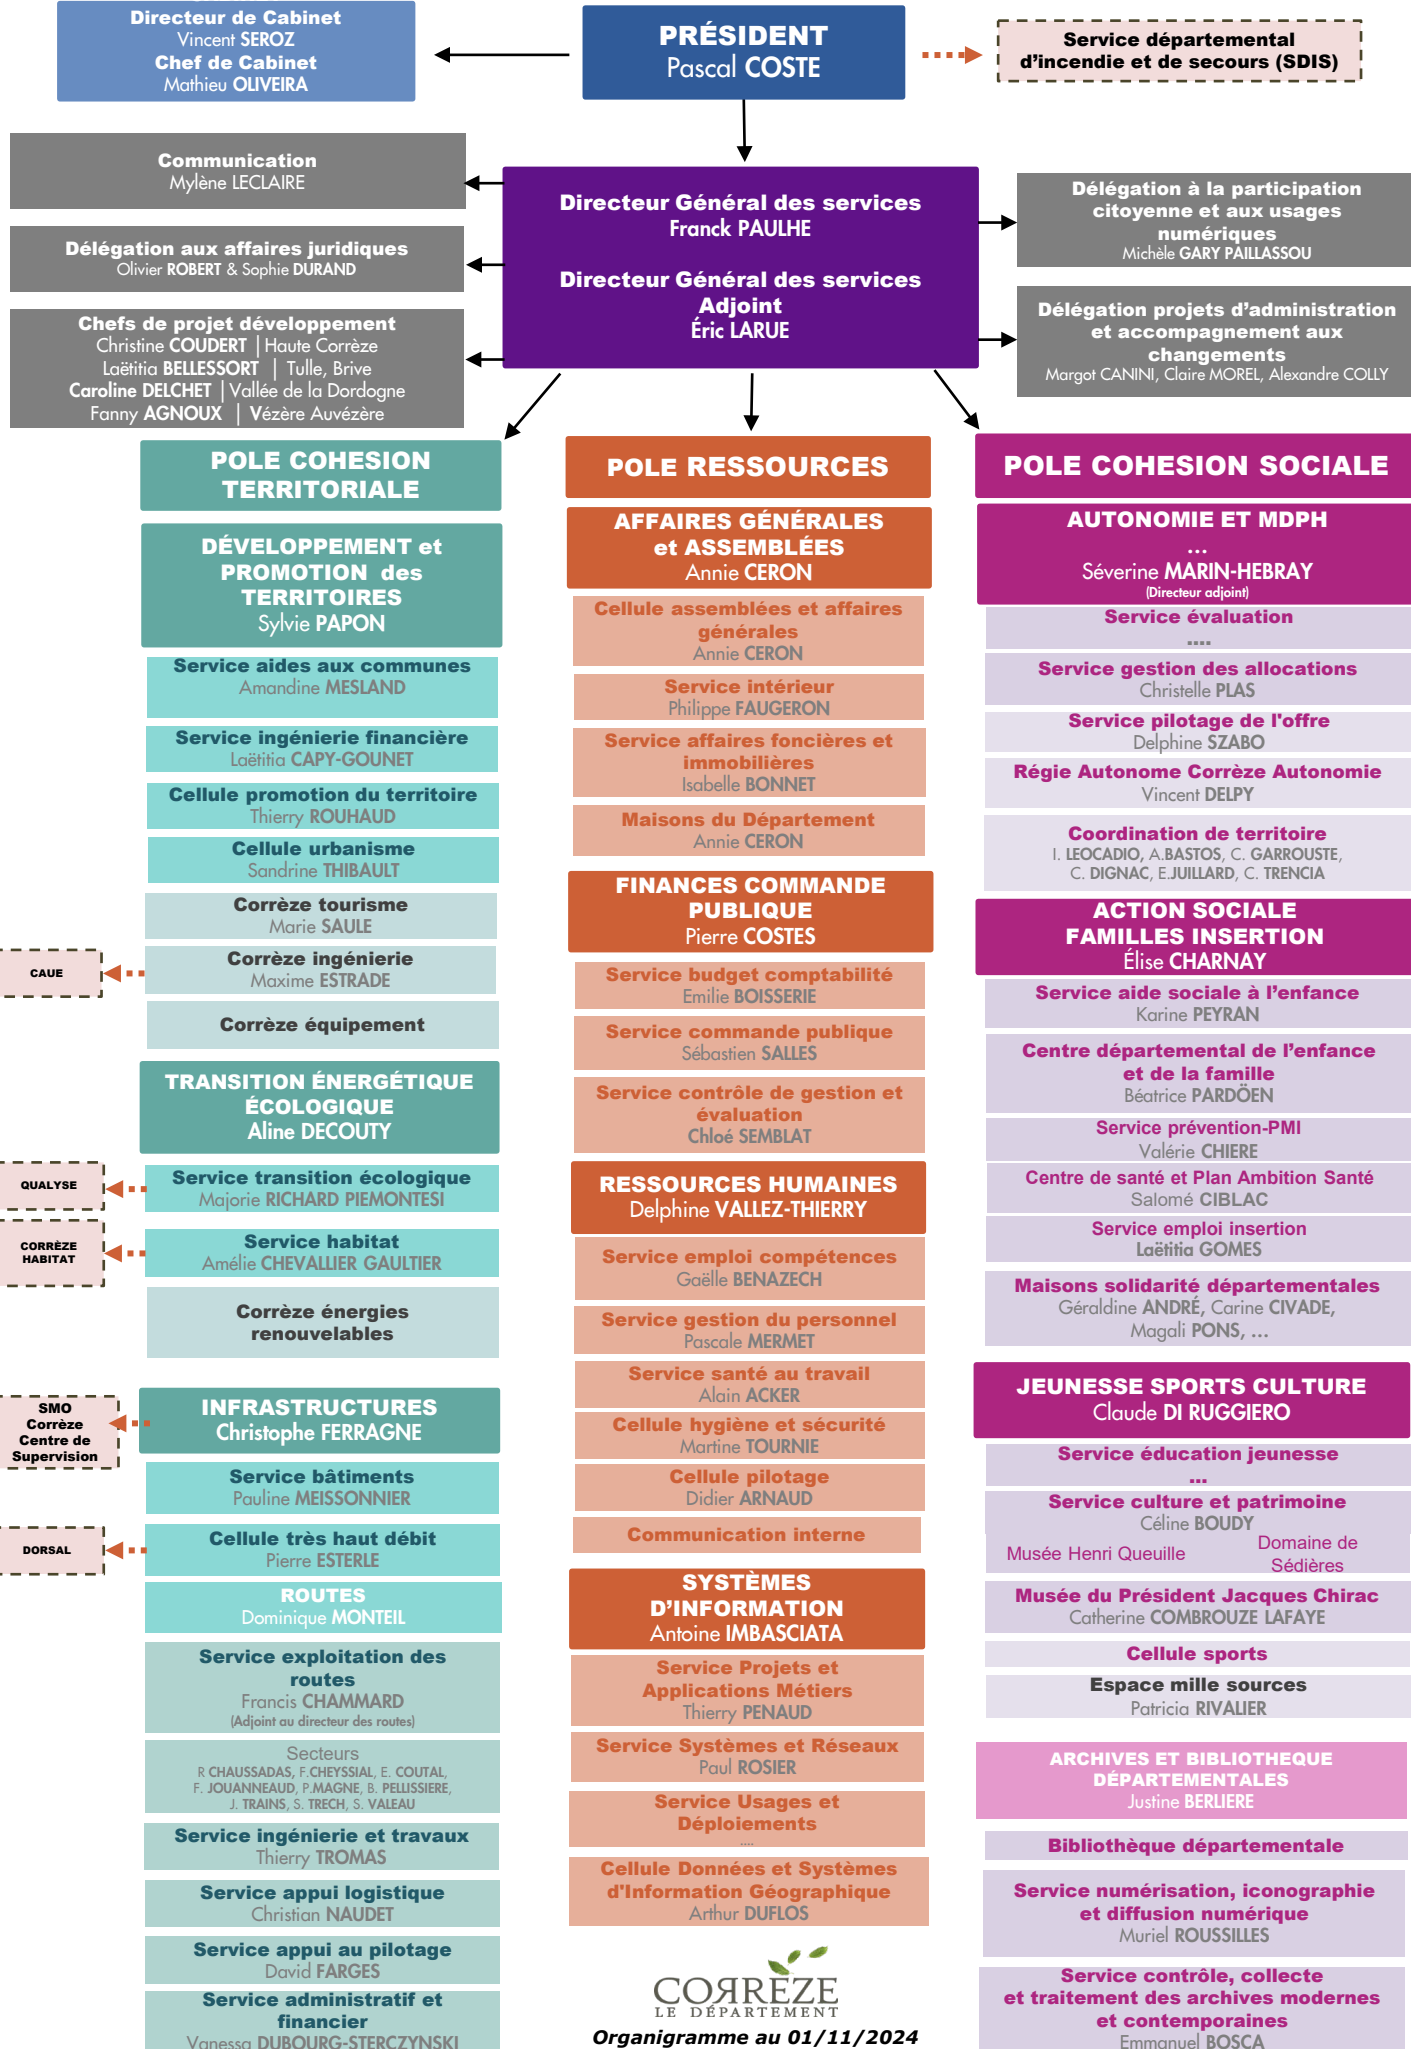 Directeur de Cabinet
Vincent SEROZ
Chef de Cabinet
Mathieu OLIVEIRA
PRÉSIDENT
Pascal COSTE
Service départemental
d'incendie et de secours (SDIS)
Communication
Mylène LECLAIRE
Délégation aux affaires juridiques
Olivier ROBERT & Sophie DURAND
Chefs de projet développement
Christine COUDERT | Haute Corrèze
Laëtitia BELLESSORT | Tulle, Brive
Caroline DELCHET | Vallée de la Dordogne
Fanny AGNOUX | Vézère Auvézère
Directeur Général des services
Franck PAULHE
Directeur Général des services
Adjoint
Éric LARUE
Délégation à la participation
citoyenne et aux usages
numériques
Michèle GARY PAILLASSOU
Délégation projets d'administration
et accompagnement aux
changements
Margot CANINI, Claire MOREL, Alexandre COLLY
POLE COHESION
TERRITORIALE
DÉVELOPPEMENT et
PROMOTION des
TERRITOIRES
Sylvie PAPON
Service aides aux communes
Amandine MESLAND
Service ingénierie financière
Laëtitia CAPY-GOUNET
Cellule promotion du territoire
Thierry ROUHAUD
Cellule urbanisme
Sandrine THIBAULT
Corrèze tourisme
Marie SAULE
Corrèze ingénierie
Maxime ESTRADE
CAUE
Corrèze équipement
TRANSITION ÉNERGÉTIQUE
ÉCOLOGIQUE
Aline DECOUTY
Service transition écologique
Majorie RICHARD PIEMONTESI
QUALYSE
Service habitat
Amélie CHEVALLIER GAULTIER
CORRÈZE
HABITAT
Corrèze énergies
renouvelables
INFRASTRUCTURES
Christophe FERRAGNE
SMO
Corrèze
Centre de
Supervision
Service bâtiments
Pauline MEISSONNIER
Cellule très haut débit
Pierre ESTERLE
DORSAL
ROUTES
Dominique MONTEIL
Service exploitation des
routes
Francis CHAMMARD
(Adjoint au directeur des routes)
Secteurs
R CHAUSSADAS, F.CHEYSSIAL, E. COUTAL,
F. JOUANNEAUD, P.MAGNE, B. PELLISSIERE,
J. TRAINS, S. TRECH, S. VALEAU
Service ingénierie et travaux
Thierry TROMAS
Service appui logistique
Christian NAUDET
Service appui au pilotage
David FARGES
Service administratif et
financier
Vanessa DUBOURG-STERCZYNSKI
POLE RESSOURCES
AFFAIRES GÉNÉRALES
et ASSEMBLÉES
Annie CERON
Cellule assemblées et affaires
générales
Annie CERON
Service intérieur
Philippe FAUGERON
Service affaires foncières et
immobilières
Isabelle BONNET
Maisons du Département
Annie CERON
FINANCES COMMANDE
PUBLIQUE
Pierre COSTES
Service budget comptabilité
Emilie BOISSERIE
Service commande publique
Sébastien SALLES
Service contrôle de gestion et
évaluation
Chloé SEMBLAT
RESSOURCES HUMAINES
Delphine VALLEZ-THIERRY
Service emploi compétences
Gaëlle BENAZECH
Service gestion du personnel
Pascale MERMET
Service santé au travail
Alain ACKER
Cellule hygiène et sécurité
Martine TOURNIE
Cellule pilotage
Didier ARNAUD
Communication interne
SYSTÈMES
D'INFORMATION
Antoine IMBASCIATA
Service Projets et
Applications Métiers
Thierry PENAUD
Service Systèmes et Réseaux
Paul ROSIER
Service Usages et
Déploiements
....
Cellule Données et Systèmes
d'Information Géographique
Arthur DUFLOS
CORRÈZE
LE DÉPARTEMENT
Organigramme au 01/11/2024
POLE COHESION SOCIALE
AUTONOMIE ET MDPH
...
Séverine MARIN-HEBRAY
(Directeur adjoint)
Service évaluation
....
Service gestion des allocations
Christelle PLAS
Service pilotage de l'offre
Delphine SZABO
Régie Autonome Corrèze Autonomie
Vincent DELPY
Coordination de territoire
I. LEOCADIO, A.BASTOS, C. GARROUSTE,
C. DIGNAC, E.JUILLARD, C. TRENCIA
ACTION SOCIALE
FAMILLES INSERTION
Élise CHARNAY
Service aide sociale à l'enfance
Karine PEYRAN
Centre départemental de l'enfance
et de la famille
Béatrice PARDÖEN
Service prévention-PMI
Valérie CHIERE
Centre de santé et Plan Ambition Santé
Salomé CIBLAC
Service emploi insertion
Laëtitia GOMES
Maisons solidarité départementales
Géraldine ANDRÉ, Carine CIVADE,
Magali PONS, ...
JEUNESSE SPORTS CULTURE
Claude DI RUGGIERO
Service éducation jeunesse
...
Service culture et patrimoine
Céline BOUDY
Musée Henri Queuille
Domaine de
Sédières
Musée du Président Jacques Chirac
Catherine COMBROUZE LAFAYE
Cellule sports
Espace mille sources
Patricia RIVALIER
ARCHIVES ET BIBLIOTHEQUE
DÉPARTEMENTALES
Justine BERLIERE
Bibliothèque départementale
Service numérisation, iconographie
et diffusion numérique
Muriel ROUSSILLES
Service contrôle, collecte
et traitement des archives modernes
et contemporaines
Emmanuel BOSCA